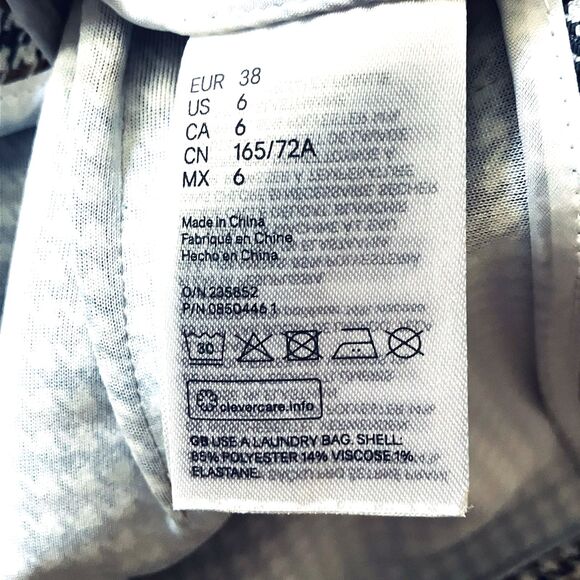 EUR 38
US 6
CA 6
CN 165/72A
MX 6
Made in China
Fabriqué en Chine
Hecho en China
O/N 235852
P/N 0850446 1
30
clevercare.info
GB USE A LAUNDRY BAG. SHELL:
85% POLYESTER 14% VISCOSE 1%
ELASTANE.